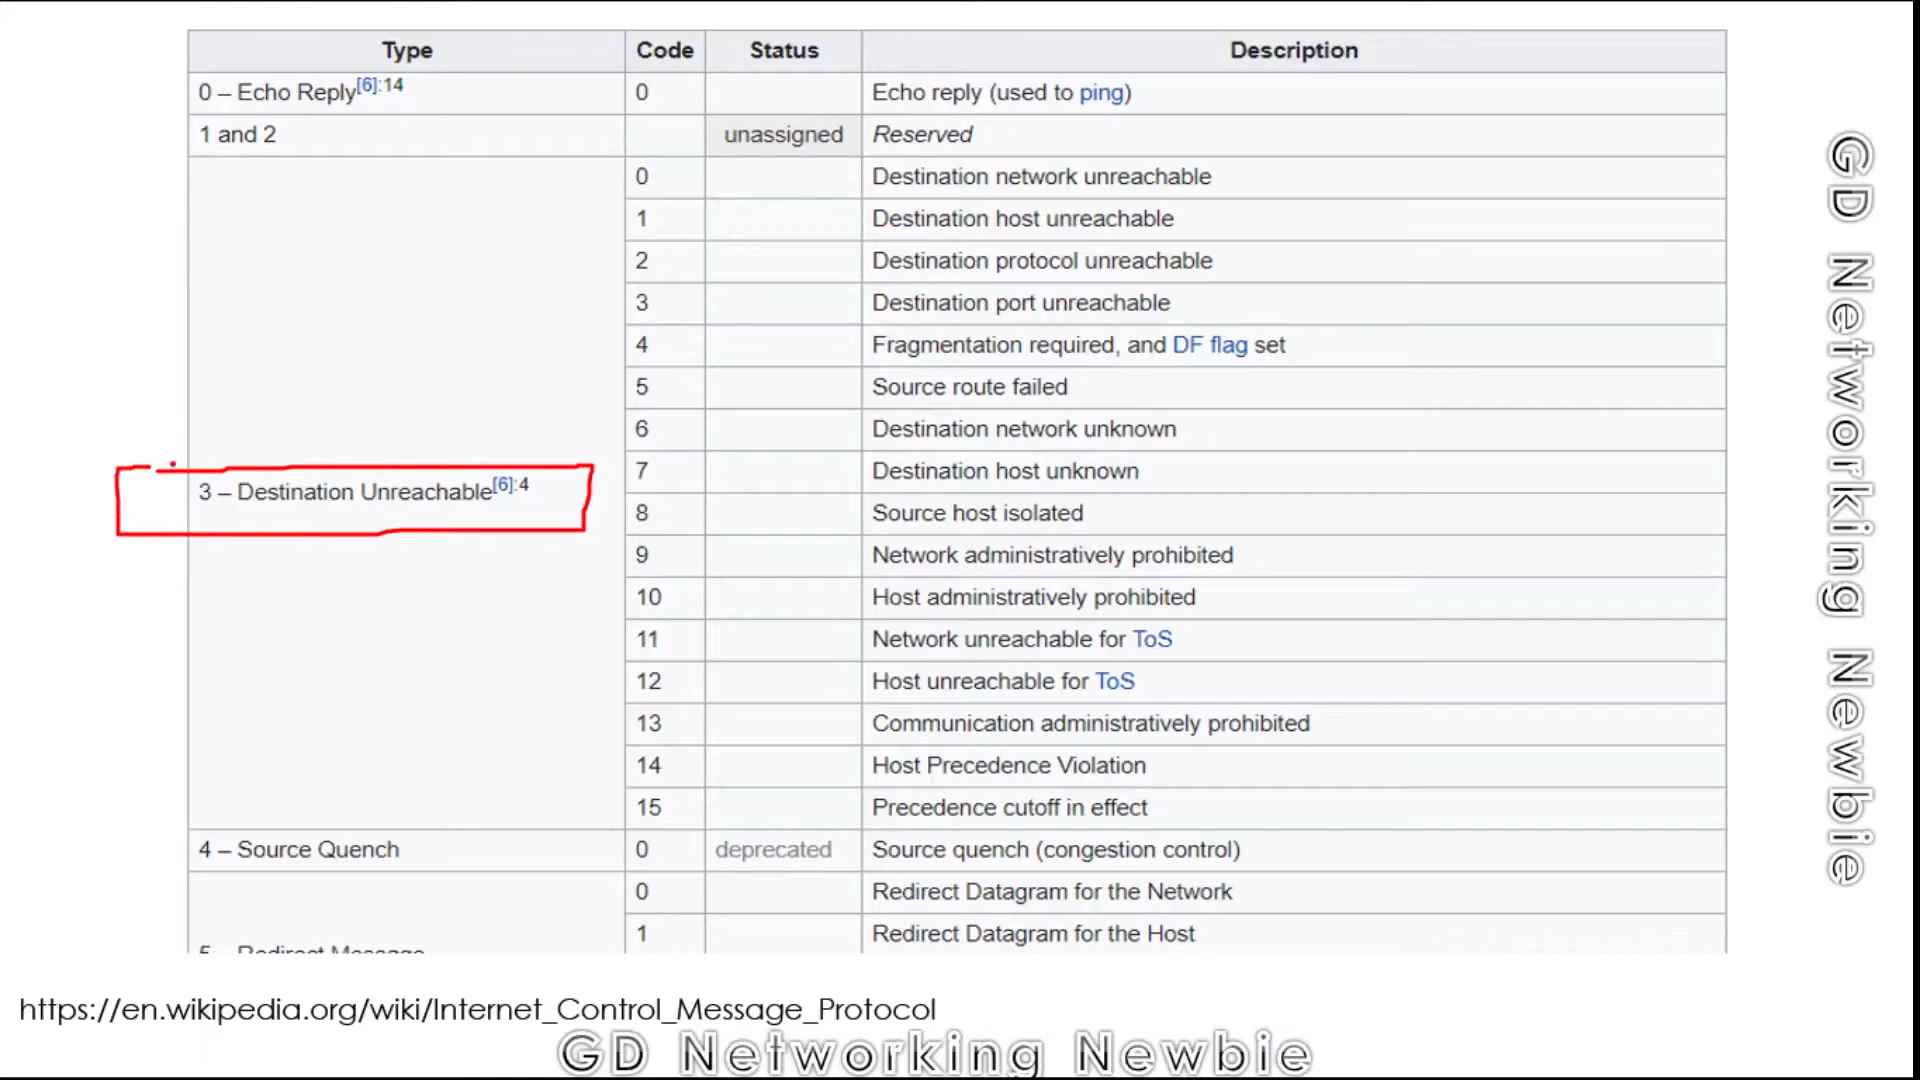 Type Code Status Description
0 – Echo Reply[6]:14 0 Echo reply (used to ping)
1 and 2 unassigned Reserved
3 – Destination Unreachable[6]:4
0 Destination network unreachable
1 Destination host unreachable
2 Destination protocol unreachable
3 Destination port unreachable
4 Fragmentation required, and DF flag set
5 Source route failed
6 Destination network unknown
7 Destination host unknown
8 Source host isolated
9 Network administratively prohibited
10 Host administratively prohibited
11 Network unreachable for ToS
12 Host unreachable for ToS
13 Communication administratively prohibited
14 Host Precedence Violation
15 Precedence cutoff in effect
4 – Source Quench 0 deprecated Source quench (congestion control)
5 – Redirect Message
0 Redirect Datagram for the Network
1 Redirect Datagram for the Host
https://en.wikipedia.org/wiki/Internet_Control_Message_Protocol
GD Networking Newbie
GD Networking Newbie